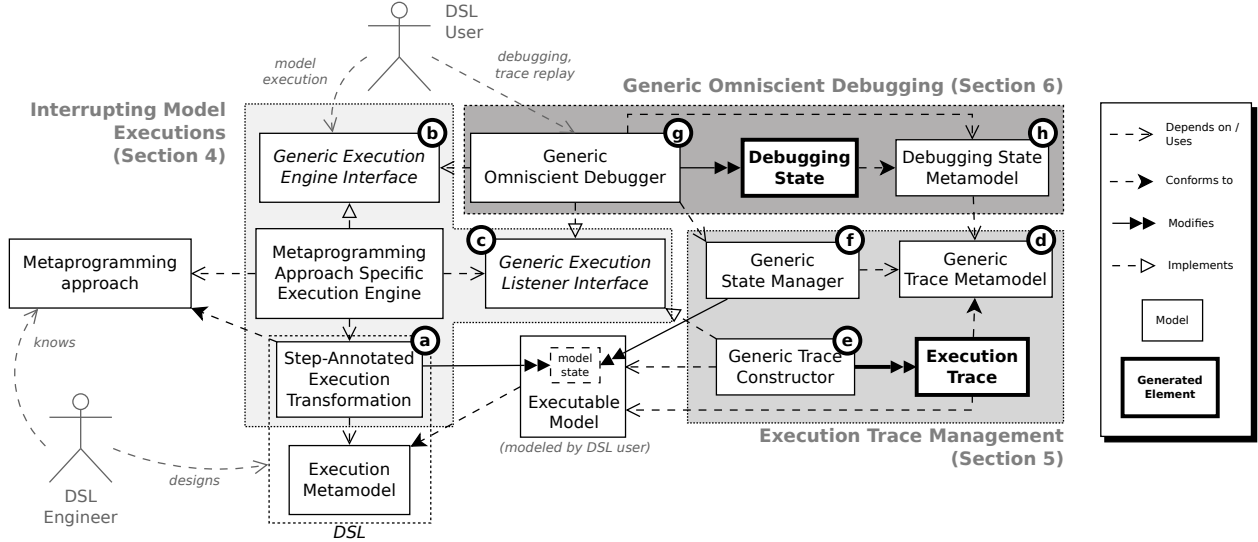 DSL
User
model
execution
debugging,
trace replay
Generic Omniscient Debugging (Section 6)
Interrupting Model
Executions
(Section 4)
b
Generic Execution
Engine Interface
g
Generic
Omniscient Debugger
Debugging
State
h
Debugging State
Metamodel
Metaprogramming
approach
Metaprogramming
Approach Specific
Execution Engine
c
Generic Execution
Listener Interface
f
Generic
State Manager
d
Generic
Trace Metamodel
knows
a
Step-Annotated
Execution
Transformation
model
state
Executable
Model
(modeled by DSL user)
e
Generic Trace
Constructor
Execution
Trace
Execution Trace Management
(Section 5)
DSL
Engineer
designs
Execution
Metamodel
DSL
Depends on /
Uses
Conforms to
Modifies
Implements
Model
Generated
Element